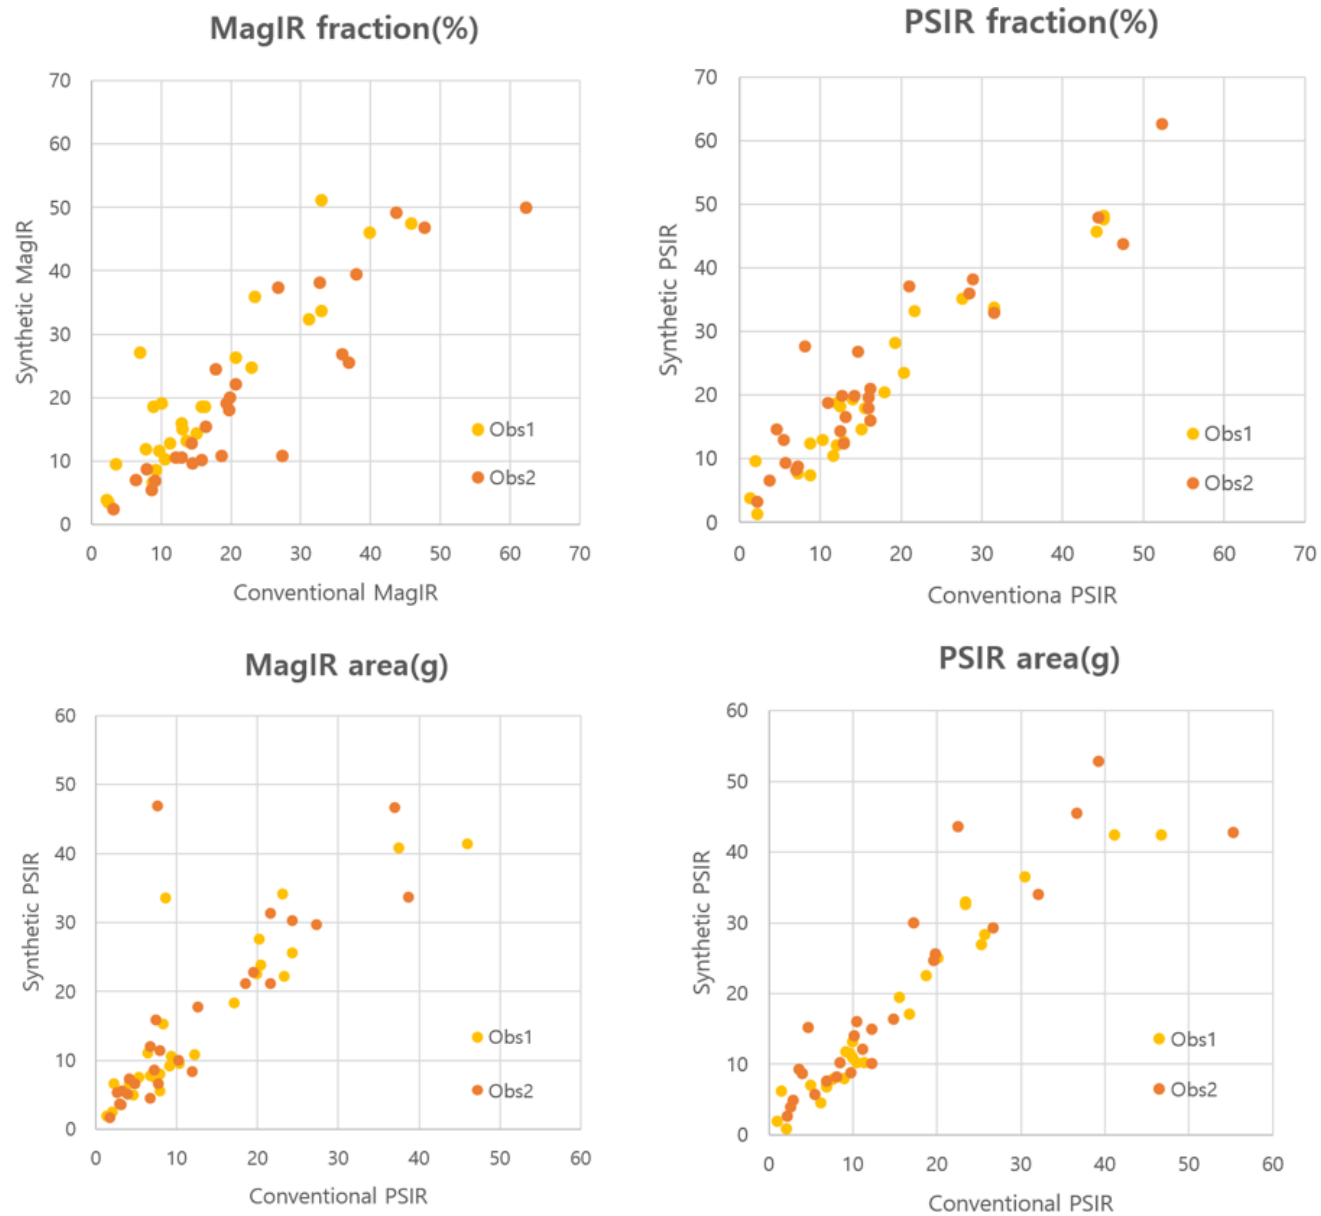 MagIR fraction(%)
70
60
50
40
30
20
10
0
Synthetic MagIR
0 10 20 30 40 50 60 70
Conventional MagIR
Obs1
Obs2
PSIR fraction(%)
70
60
50
40
30
20
10
0
Synthetic PSIR
0 10 20 30 40 50 60 70
Conventiona PSIR
Obs1
Obs2
MagIR area(g)
60
50
40
30
20
10
0
Synthetic PSIR
0 10 20 30 40 50 60
Conventional PSIR
Obs1
Obs2
PSIR area(g)
60
50
40
30
20
10
0
Synthetic PSIR
0 10 20 30 40 50 60
Conventional PSIR
Obs1
Obs2